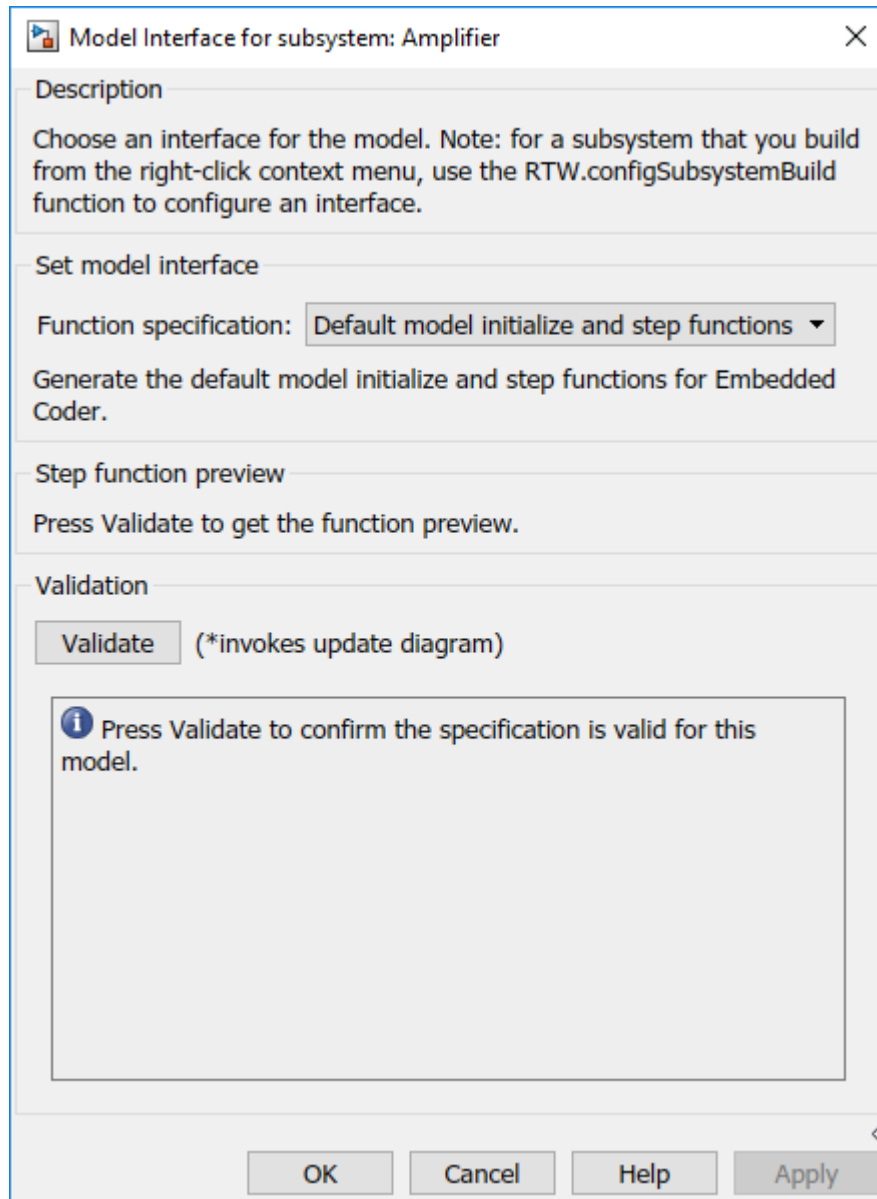 Model Interface for subsystem: Amplifier
Description
Choose an interface for the model. Note: for a subsystem that you build
from the right-click context menu, use the RTW.configSubsystemBuild
function to configure an interface.
Set model interface
Function specification: Default model initialize and step functions
Generate the default model initialize and step functions for Embedded
Coder.
Step function preview
Press Validate to get the function preview.
Validation
Validate (*invokes update diagram)
Press Validate to confirm the specification is valid for this
model.
OK Cancel Help Apply